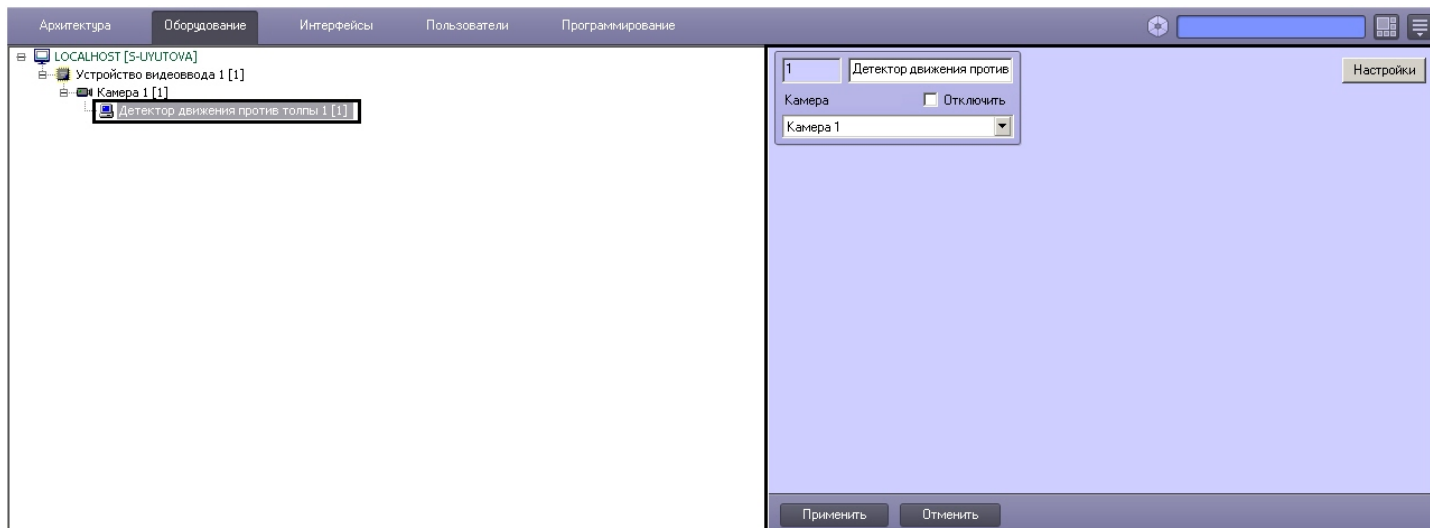 Архитектура Оборудование Интерфейсы Пользователи Программирование
LOCALHOST [S-UYUTOVA]
Устройство видеоввода 1 [1]
Камера 1 [1]
Детектор движения против толпы 1 [1]
1 Детектор движения против
Настройки
Камера Отключить
Камера 1
Применить Отменить